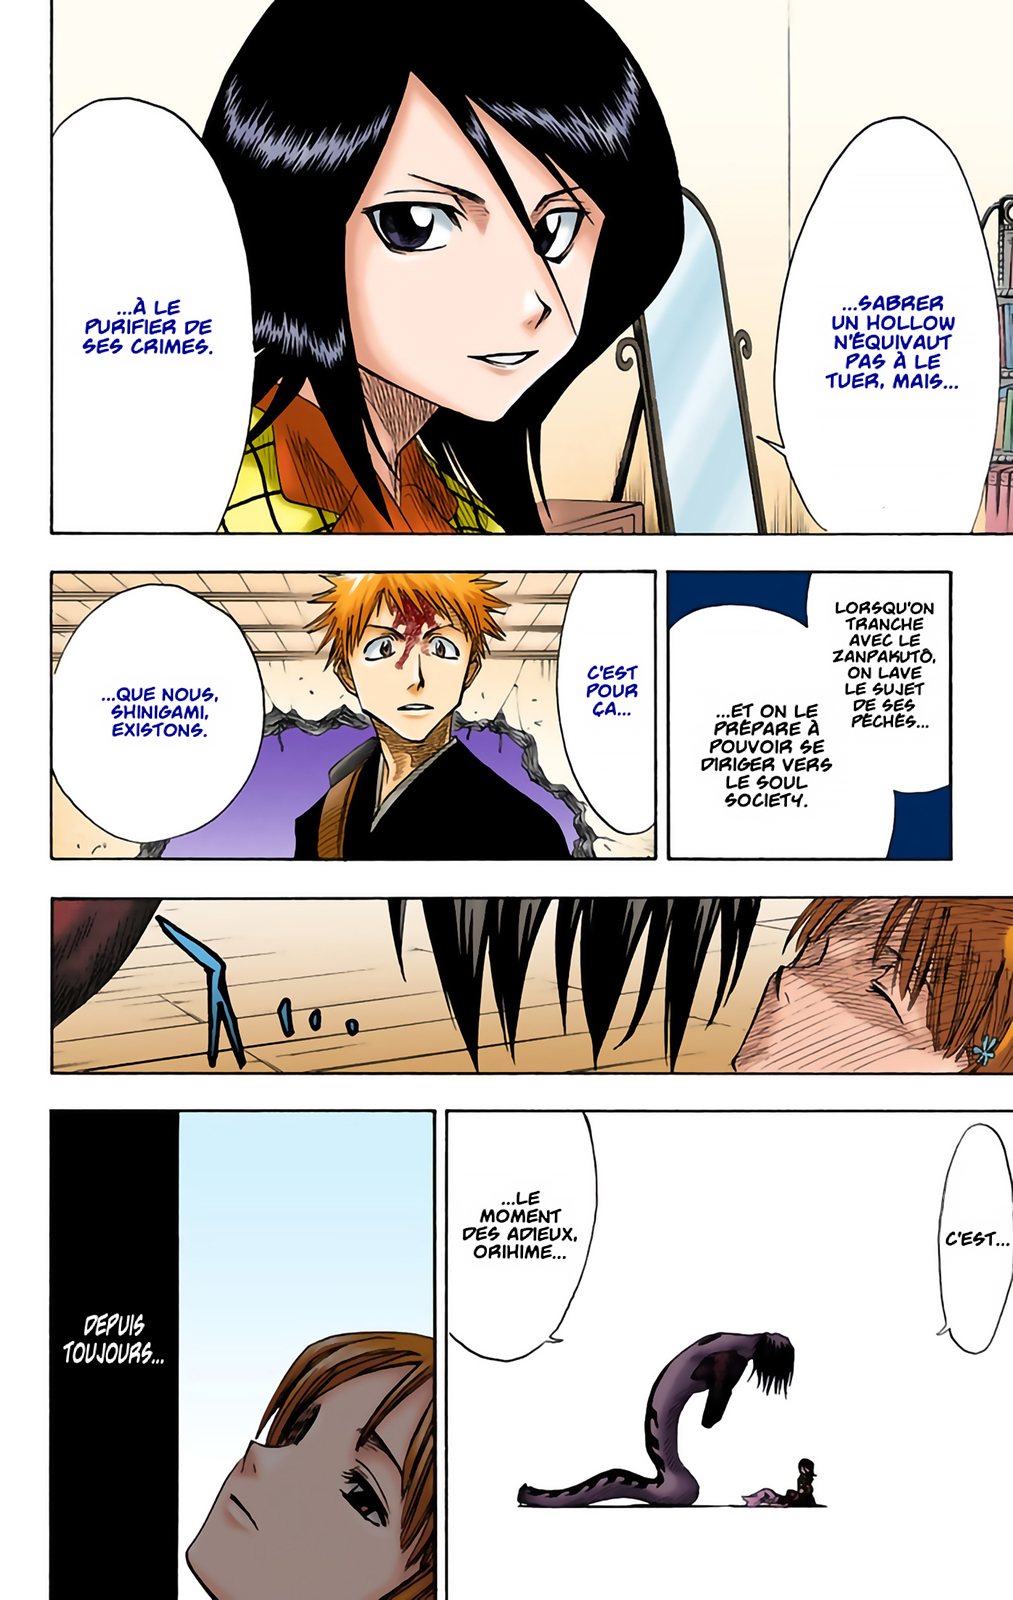 ...SABRER
UN HOLLOW
N'ÉQUIVAUT
PAS À LE
TUER, MAIS...
...À LE
PURIFIER DE
SES CRIMES.
LORSQU'ON
TRANCHE
AVEC LE
ZANPAKUTÔ,
ON LAVE
LE SUJET
DE SES
PÉCHÉS...
...ET ON LE
PRÉPARE À
POUVOIR SE
DIRIGER VERS
LE SOUL
SOCIETY.
C'EST
POUR
ÇA...
...QUE NOUS,
SHINIGAMI,
EXISTONS.
C'EST...
...LE
MOMENT
DES ADIEUX,
ORIHIME...
DEPUIS
TOUJOURS...